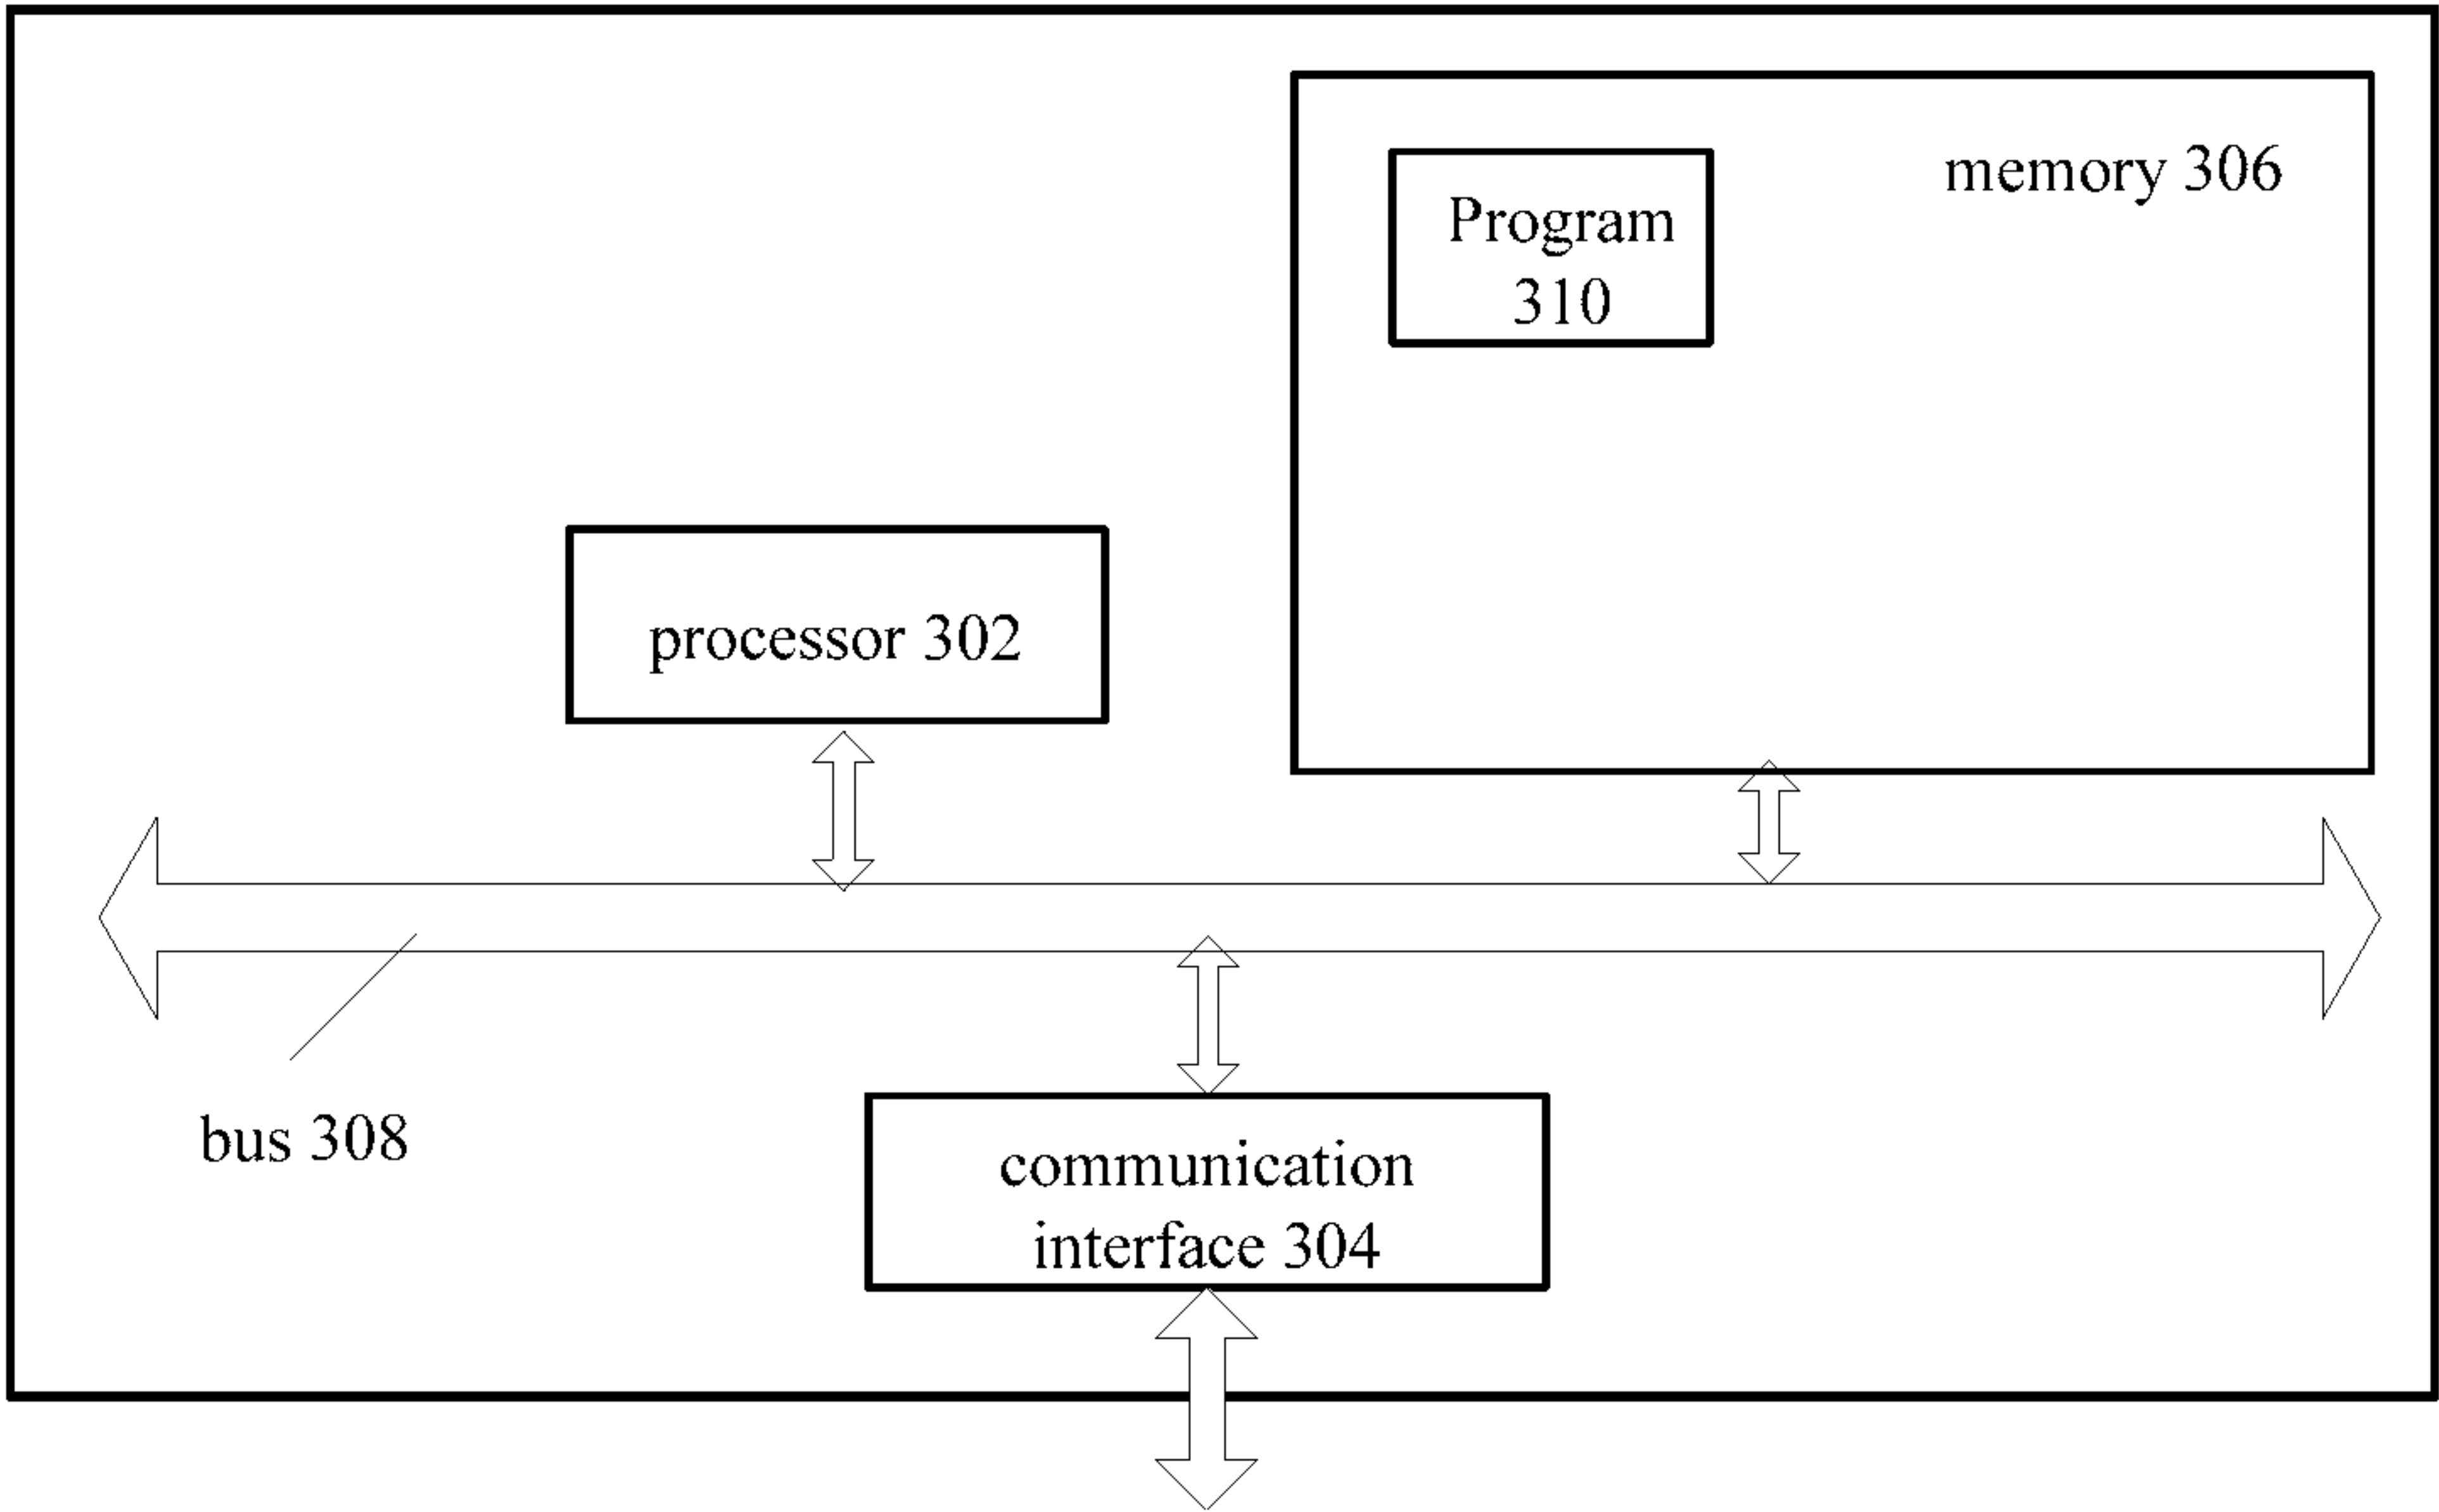 memory 306
Program
310
processor 302
bus 308
communication
interface 304